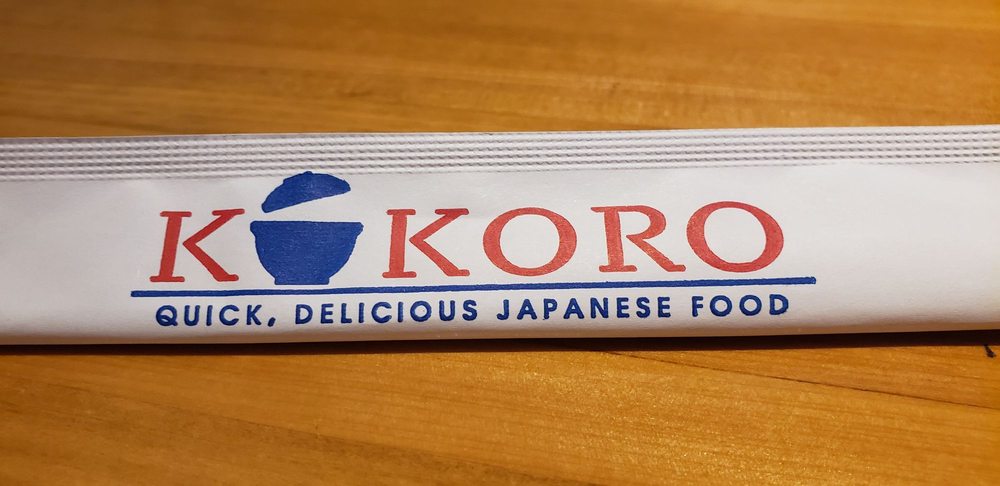 KOKORO
QUICK, DELICIOUS JAPANESE FOOD